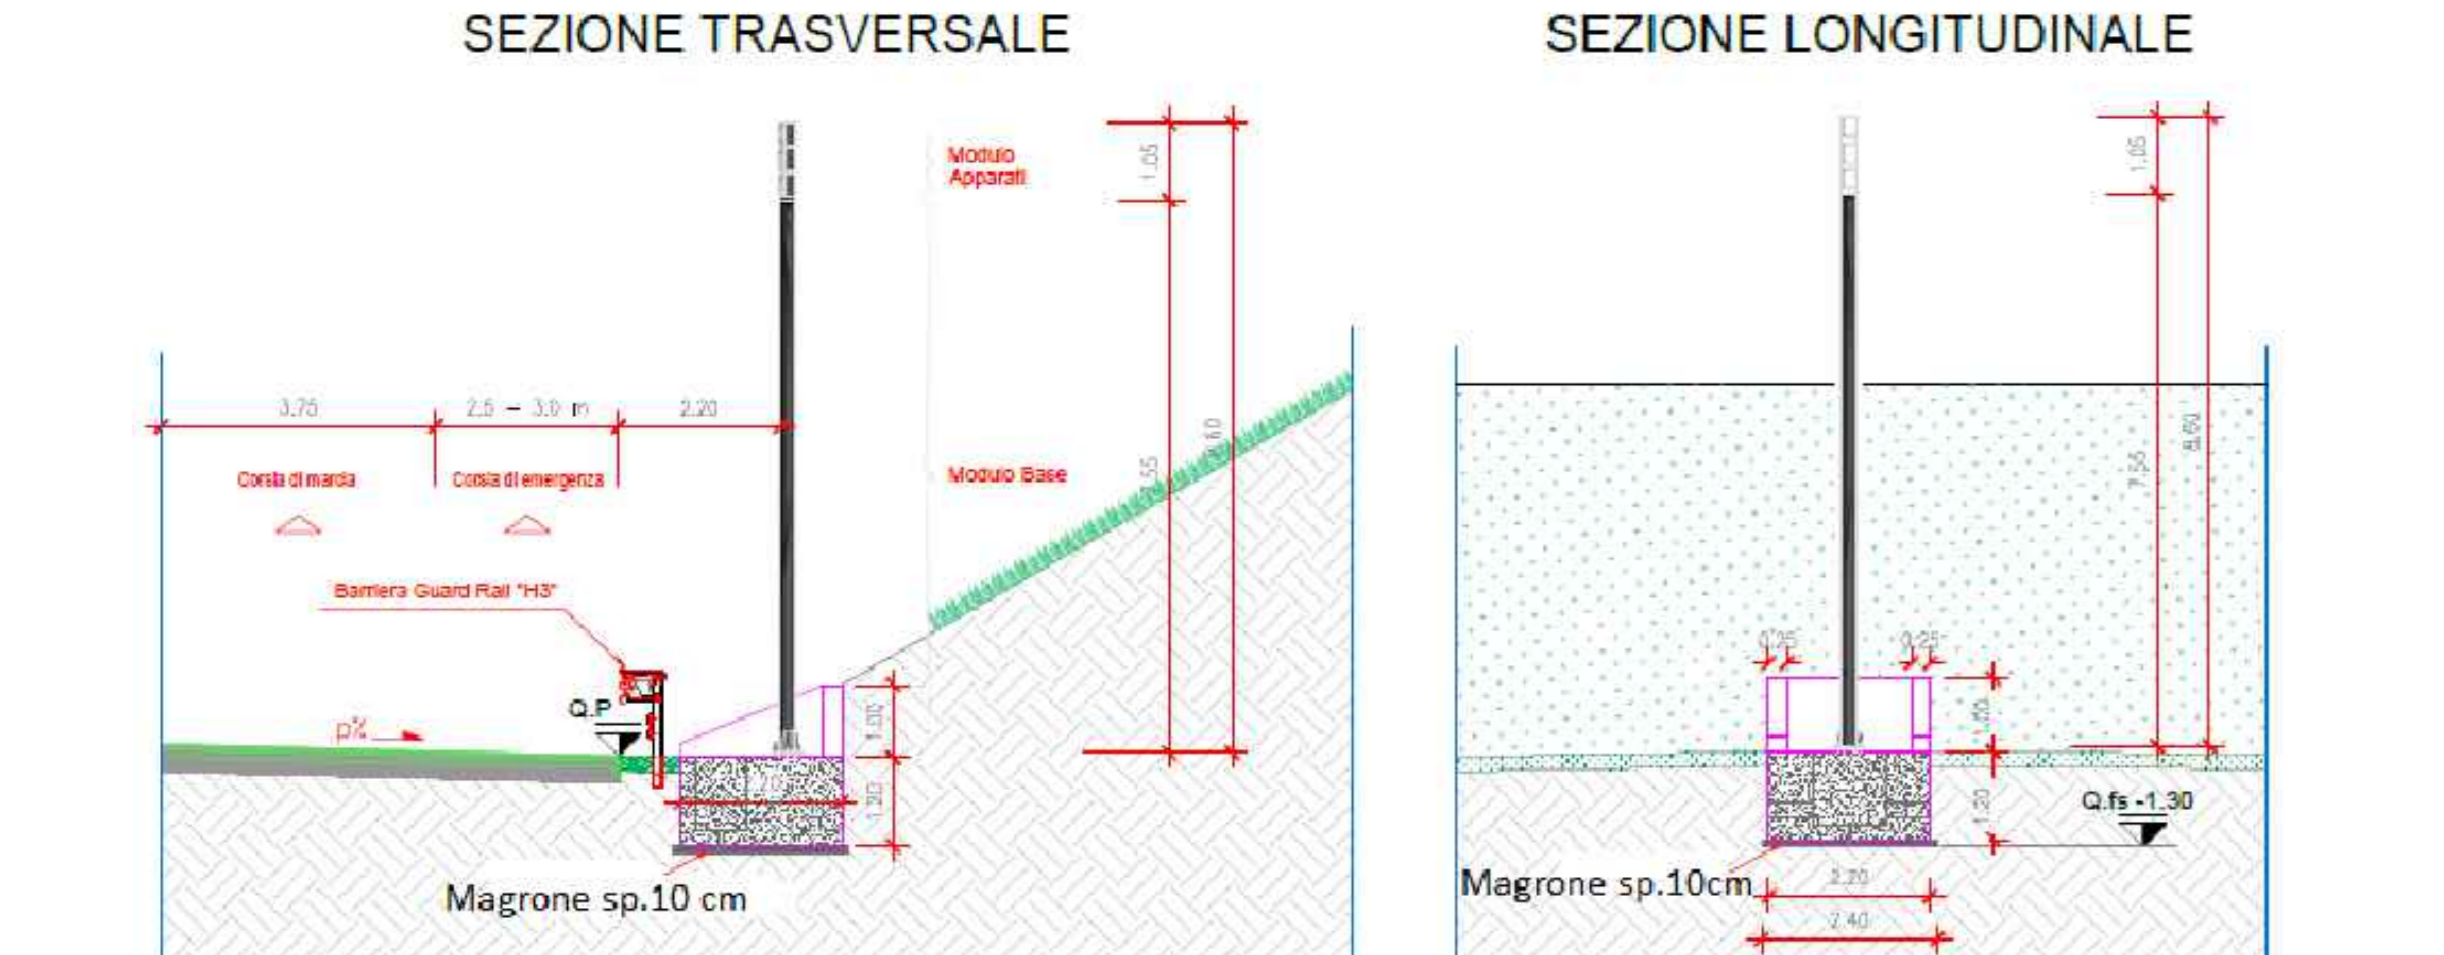 SEZIONE TRASVERSALE
SEZIONE LONGITUDINALE
Modulo
Apparati
1.05
1.05
3.75
2.5 - 3.0 m
2.20
8.60
7.55
Corsia di marcia
Corsia di emergenza
Modulo Base
Barriera Guard Rail "H3"
0.25
0.25
Q.P
p%
1.00
1.20
1.20
Q.fs -1.30
Magrone sp.10 cm
Magrone sp.10cm
2.20
2.40